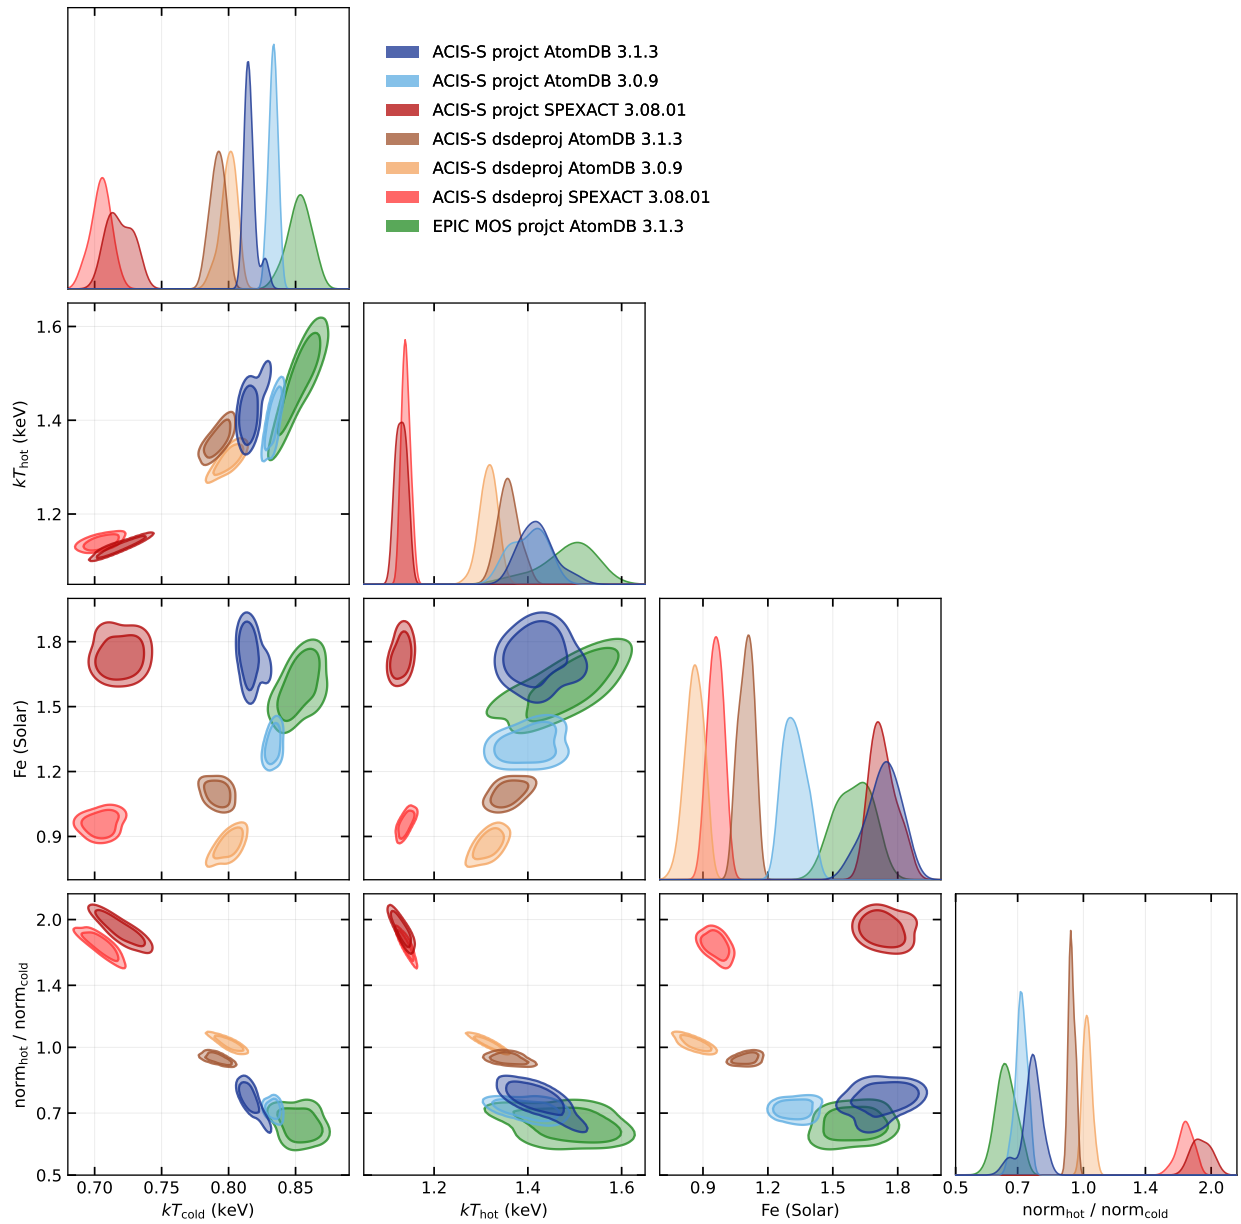 ACIS-S projct AtomDB 3.1.3
ACIS-S projct AtomDB 3.0.9
ACIS-S projct SPEXACT 3.08.01
ACIS-S dsdeproj AtomDB 3.1.3
ACIS-S dsdeproj AtomDB 3.0.9
ACIS-S dsdeproj SPEXACT 3.08.01
EPIC MOS projct AtomDB 3.1.3
kT_hot (keV)
1.6
1.4
1.2
Fe (Solar)
1.8
1.5
1.2
0.9
norm_hot / norm_cold
2.0
1.4
1.0
0.7
0.5
0.70 0.75 0.80 0.85
1.2 1.4 1.6
0.9 1.2 1.5 1.8
0.5 0.7 1.0 1.4 2.0
kT_cold (keV)
kT_hot (keV)
Fe (Solar)
norm_hot / norm_cold